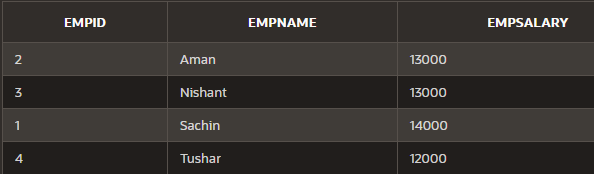 EMPID EMPNAME EMPSALARY
2 Aman 13000
3 Nishant 13000
1 Sachin 14000
4 Tushar 12000